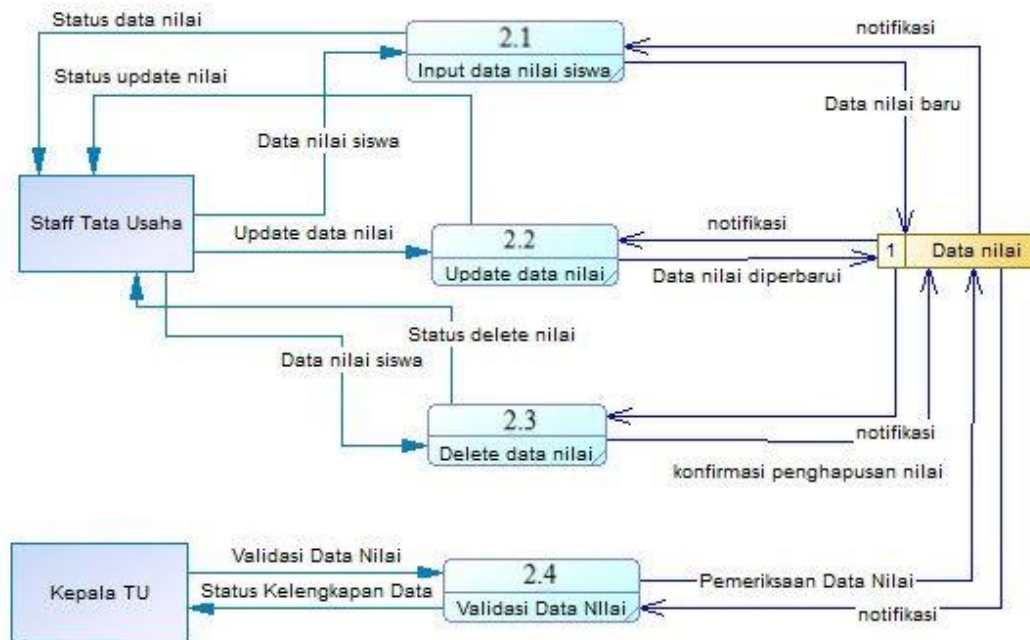 Status data nilai
2.1
Input data nilai siswa
notifikasi
Status update nilai
Data nilai baru
Data nilai siswa
Staff Tata Usaha
Update data nilai
2.2
Update data nilai
notifikasi
Data nilai diperbarui
1
Data nilai
Status delete nilai
Data nilai siswa
2.3
Delete data nilai
notifikasi
konfirmasi penghapusan nilai
Kepala TU
Validasi Data Nilai
Status Kelengkapan Data
2.4
Validasi Data NIlai
Pemeriksaan Data Nilai
notifikasi